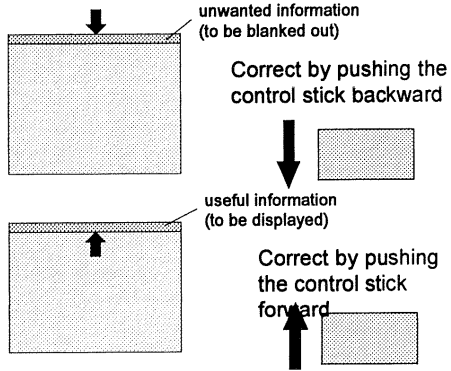 unwanted information
(to be blanked out)
Correct by pushing the
control stick backward
useful information
(to be displayed)
Correct by pushing
the control stick
forward